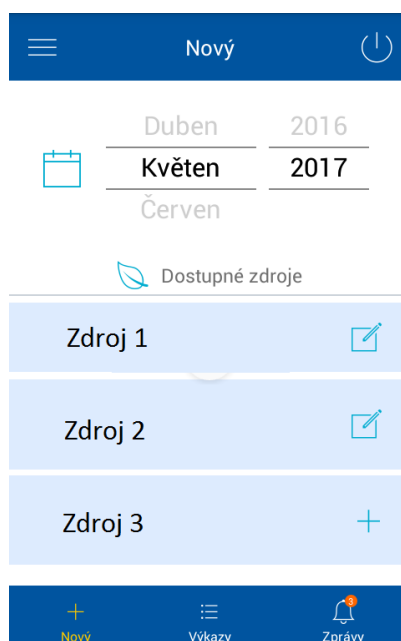 Nový
Duben 2016
Květen 2017
Červen
Dostupné zdroje
Zdroj 1
Zdroj 2
Zdroj 3
3
Nový Výkazy Zprávy